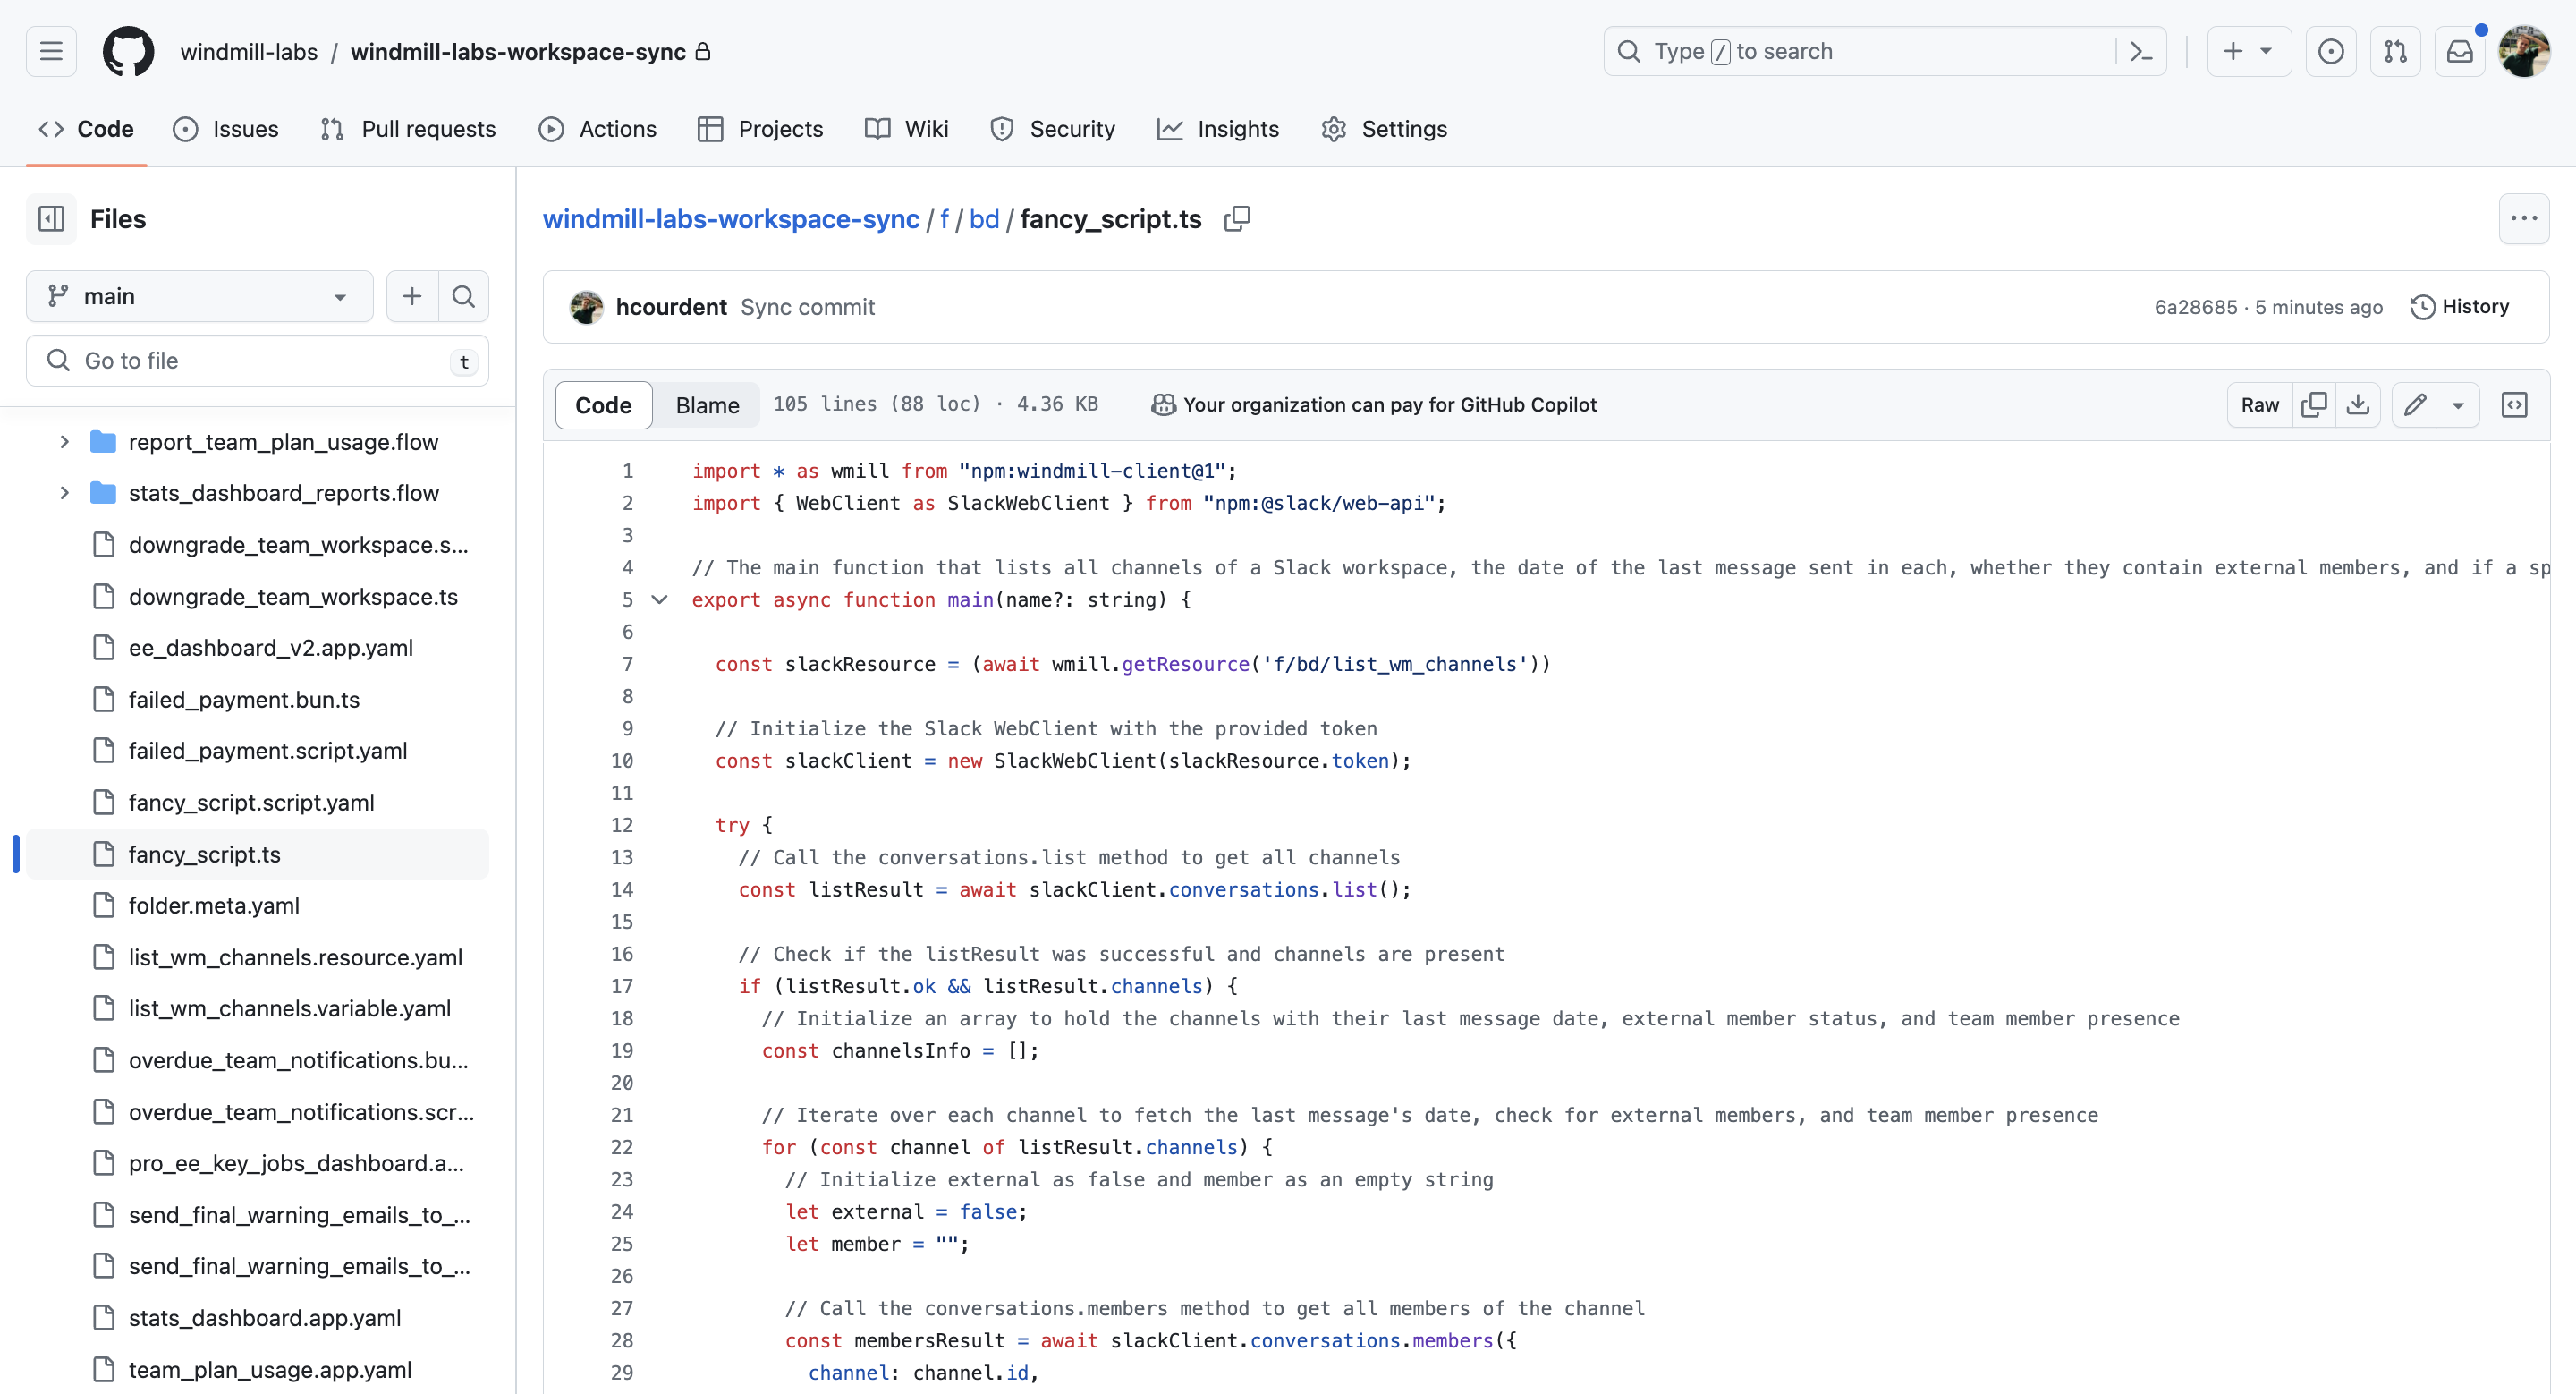 windmill-labs / windmill-labs-workspace-sync
Type / to search
Code
Issues
Pull requests
Actions
Projects
Wiki
Security
Insights
Settings
Files
main
Go to file
t
report_team_plan_usage.flow
stats_dashboard_reports.flow
downgrade_team_workspace.s...
downgrade_team_workspace.ts
ee_dashboard_v2.app.yaml
failed_payment.bun.ts
failed_payment.script.yaml
fancy_script.script.yaml
fancy_script.ts
folder.meta.yaml
list_wm_channels.resource.yaml
list_wm_channels.variable.yaml
overdue_team_notifications.bu...
overdue_team_notifications.scr...
pro_ee_key_jobs_dashboard.a...
send_final_warning_emails_to_...
send_final_warning_emails_to_...
stats_dashboard.app.yaml
team_plan_usage.app.yaml
windmill-labs-workspace-sync / f / bd / fancy_script.ts
hcourdent Sync commit
6a28685 · 5 minutes ago
History
Code
Blame
105 lines (88 loc) · 4.36 KB
Your organization can pay for GitHub Copilot
Raw
1 import * as wmill from "npm:windmill-client@1";
2 import { WebClient as SlackWebClient } from "npm:@slack/web-api";
3
4 // The main function that lists all channels of a Slack workspace, the date of the last message sent in each, whether they contain external members, and if a sp
5 export async function main(name?: string) {
6
7 const slackResource = (await wmill.getResource('f/bd/list_wm_channels'))
8
9 // Initialize the Slack WebClient with the provided token
10 const slackClient = new SlackWebClient(slackResource.token);
11
12 try {
13 // Call the conversations.list method to get all channels
14 const listResult = await slackClient.conversations.list();
15
16 // Check if the listResult was successful and channels are present
17 if (listResult.ok && listResult.channels) {
18 // Initialize an array to hold the channels with their last message date, external member status, and team member presence
19 const channelsInfo = [];
20
21 // Iterate over each channel to fetch the last message's date, check for external members, and team member presence
22 for (const channel of listResult.channels) {
23 // Initialize external as false and member as an empty string
24 let external = false;
25 let member = "";
26
27 // Call the conversations.members method to get all members of the channel
28 const membersResult = await slackClient.conversations.members({
29 channel: channel.id,